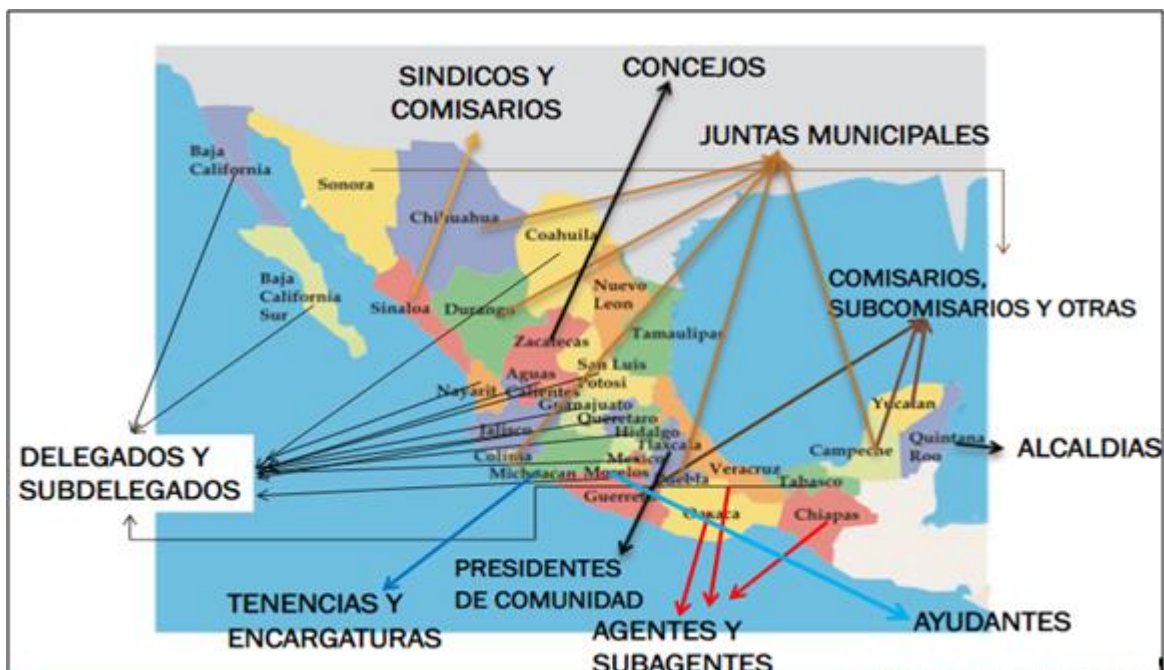 SINDICOS Y
COMISARIOS
CONCEJOS
JUNTAS MUNICIPALES
Baja
California
Sonora
Chihuahua
Coahuila
Baja
California
Sur
Sinaloa
Durango
Nuevo
Leon
COMISARIOS,
SUBCOMISARIOS Y OTRAS
Zacatecas
Tamaulipas
San Luis
Potosi
Nayarit
Aguas
Calientes
Guanajuato
Queretaro
Hidalgo
Jalisco
Tlaxcala
Yucatan
Quintana
Roo
ALCALDIAS
Colima
Mexico
Campeche
DELEGADOS Y
SUBDELEGADOS
Michoacan
Morelos
Puebla
Veracruz
Tabasco
Guerrero
Oaxaca
Chiapas
PRESIDENTES
DE COMUNIDAD
TENENCIAS Y
ENCARGATURAS
AGENTES Y
SUBAGENTES
AYUDANTES